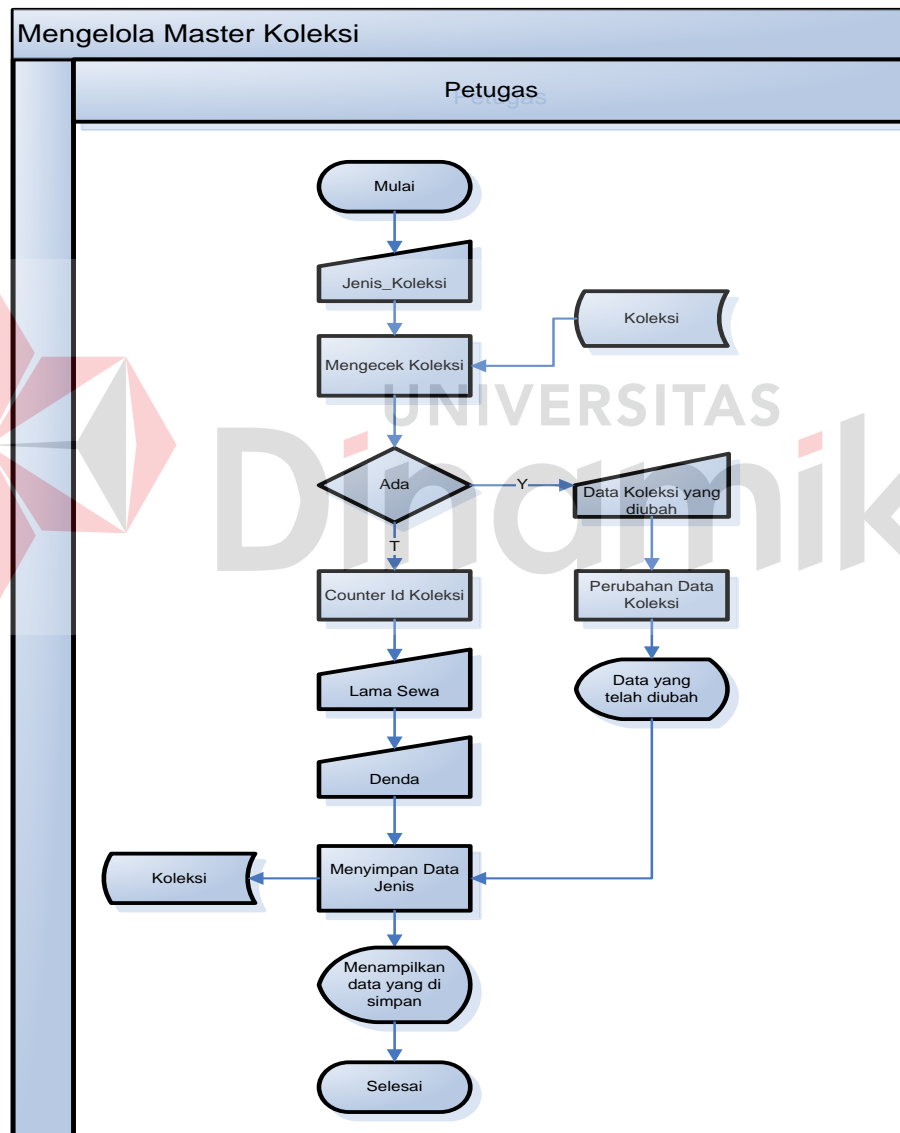 Mengelola Master Koleksi
Petugas
Mulai
Jenis_Koleksi
Koleksi
Mengecek Koleksi
UNIVERSITAS
Dinamik
Ada
Y
Data Koleksi yang
diubah
T
Counter Id Koleksi
Perubahan Data
Koleksi
Lama Sewa
Data yang
telah diubah
Denda
Menyimpan Data
Jenis
Koleksi
Menampilkan
data yang di
simpan
Selesai